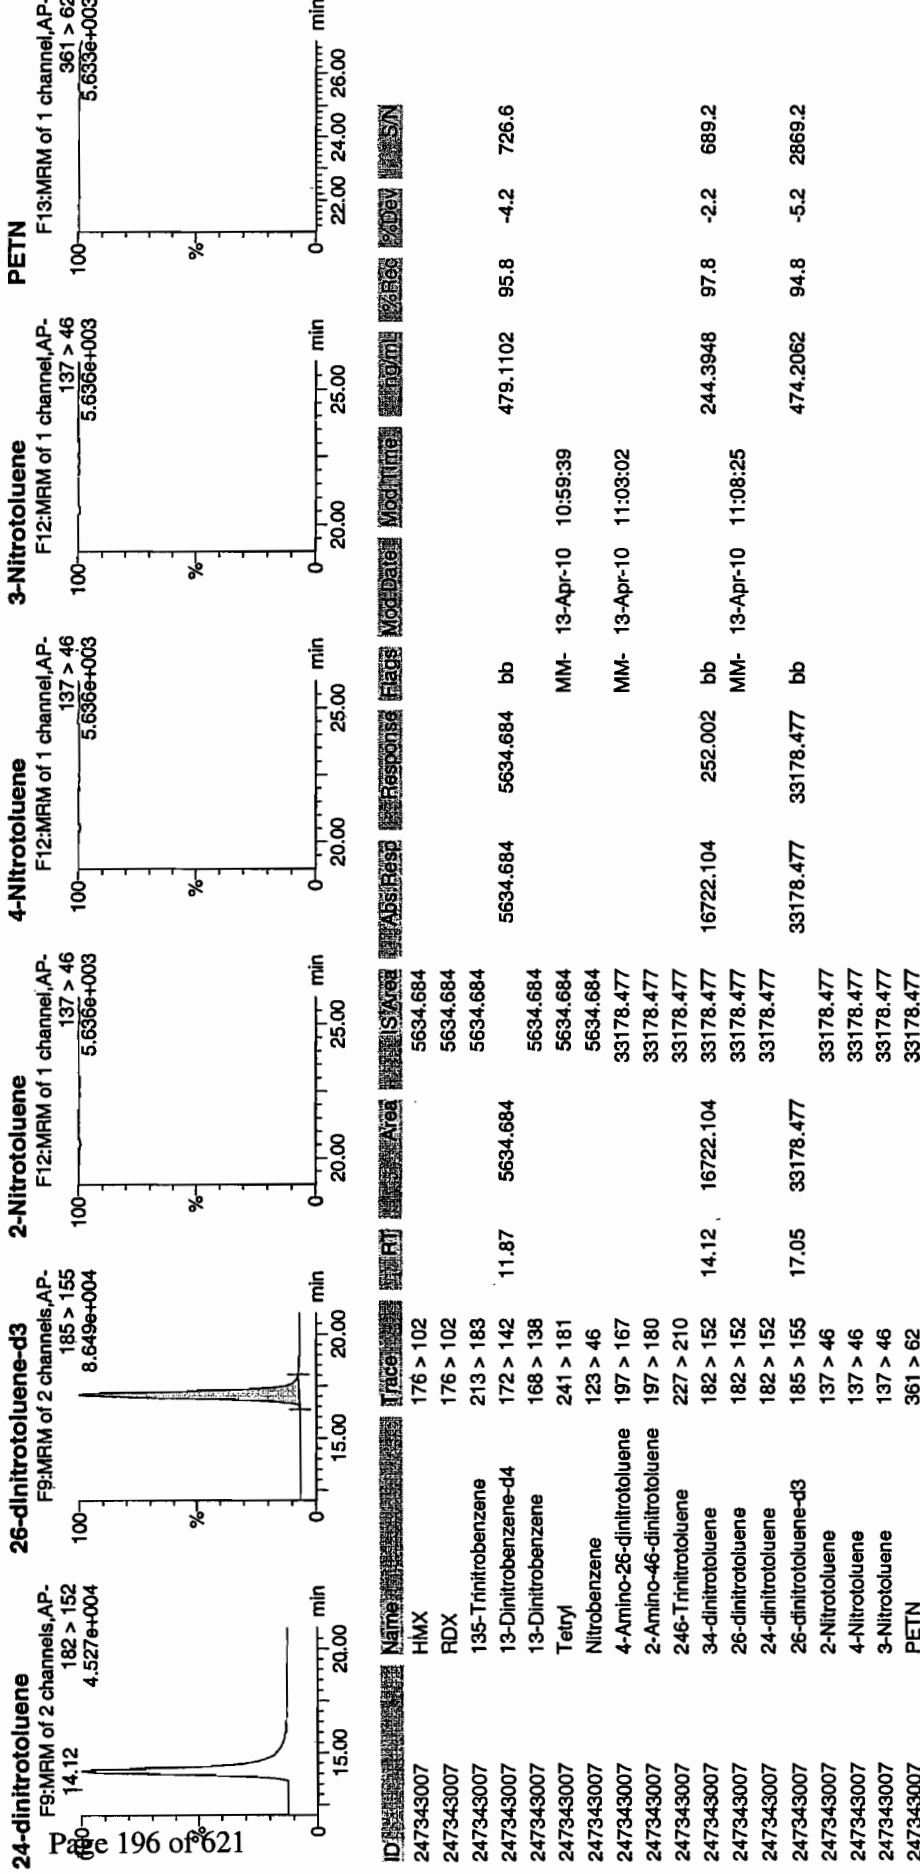 24-dinitrotoluene
F9:MRM of 2 channels,AP-
182 > 152
4.527e+004
14.12
%
0
15.00
20.00
min
26-dinitrotoluene-d3
F9:MRM of 2 channels,AP-
185 > 155
8.649e+004
100
%
0
15.00
20.00
min
2-Nitrotoluene
F12:MRM of 1 channel,AP-
137 > 46
5.636e+003
100
%
0
20.00
25.00
min
4-Nitrotoluene
F12:MRM of 1 channel,AP-
137 > 46
5.636e+003
100
%
0
20.00
25.00
min
3-Nitrotoluene
F12:MRM of 1 channel,AP-
137 > 46
5.636e+003
100
%
0
20.00
25.00
min
PETN
F13:MRM of 1 channel,AP-
361 > 62
5.633e+003
100
%
0
22.00
24.00
26.00
min
ID Name Trace RT Area IS Area Abs.Resp Response Flags Mod.Date Mod.Time ng/mL %Rec %Dev S/N
247343007 HMX 176 > 102 5634.684
247343007 RDX 176 > 102 5634.684
247343007 135-Trinitrobenzene 213 > 183 5634.684
247343007 13-Dinitrobenzene-d4 172 > 142 11.87 5634.684 5634.684 5634.684 bb 479.1102 95.8 -4.2 726.6
247343007 13-Dinitrobenzene 168 > 138 5634.684
247343007 Tetryl 241 > 181 5634.684 MM- 13-Apr-10 10:59:39
247343007 Nitrobenzene 123 > 46 5634.684
247343007 4-Amino-26-dinitrotoluene 197 > 167 33178.477 MM- 13-Apr-10 11:03:02
247343007 2-Amino-46-dinitrotoluene 197 > 180 33178.477
247343007 246-Trinitrotoluene 227 > 210 33178.477
247343007 34-dinitrotoluene 182 > 152 14.12 16722.104 33178.477 16722.104 252.002 bb 244.3948 97.8 -2.2 689.2
247343007 26-dinitrotoluene 182 > 152 33178.477 MM- 13-Apr-10 11:08:25
247343007 24-dinitrotoluene 182 > 152 33178.477
247343007 26-dinitrotoluene-d3 185 > 155 17.05 33178.477 33178.477 33178.477 bb 474.2062 94.8 -5.2 2869.2
247343007 2-Nitrotoluene 137 > 46 33178.477
247343007 4-Nitrotoluene 137 > 46 33178.477
247343007 3-Nitrotoluene 137 > 46 33178.477
247343007 PETN 361 > 62 33178.477
Page 196 of 621